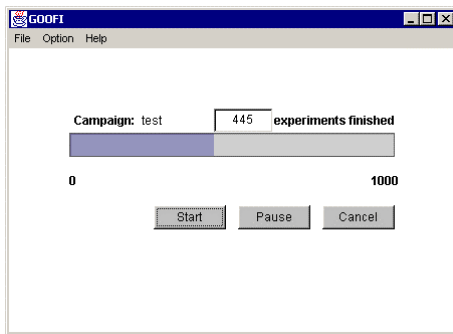 GOOFI
File Option Help
Campaign: test 445 experiments finished
0 1000
Start Pause Cancel